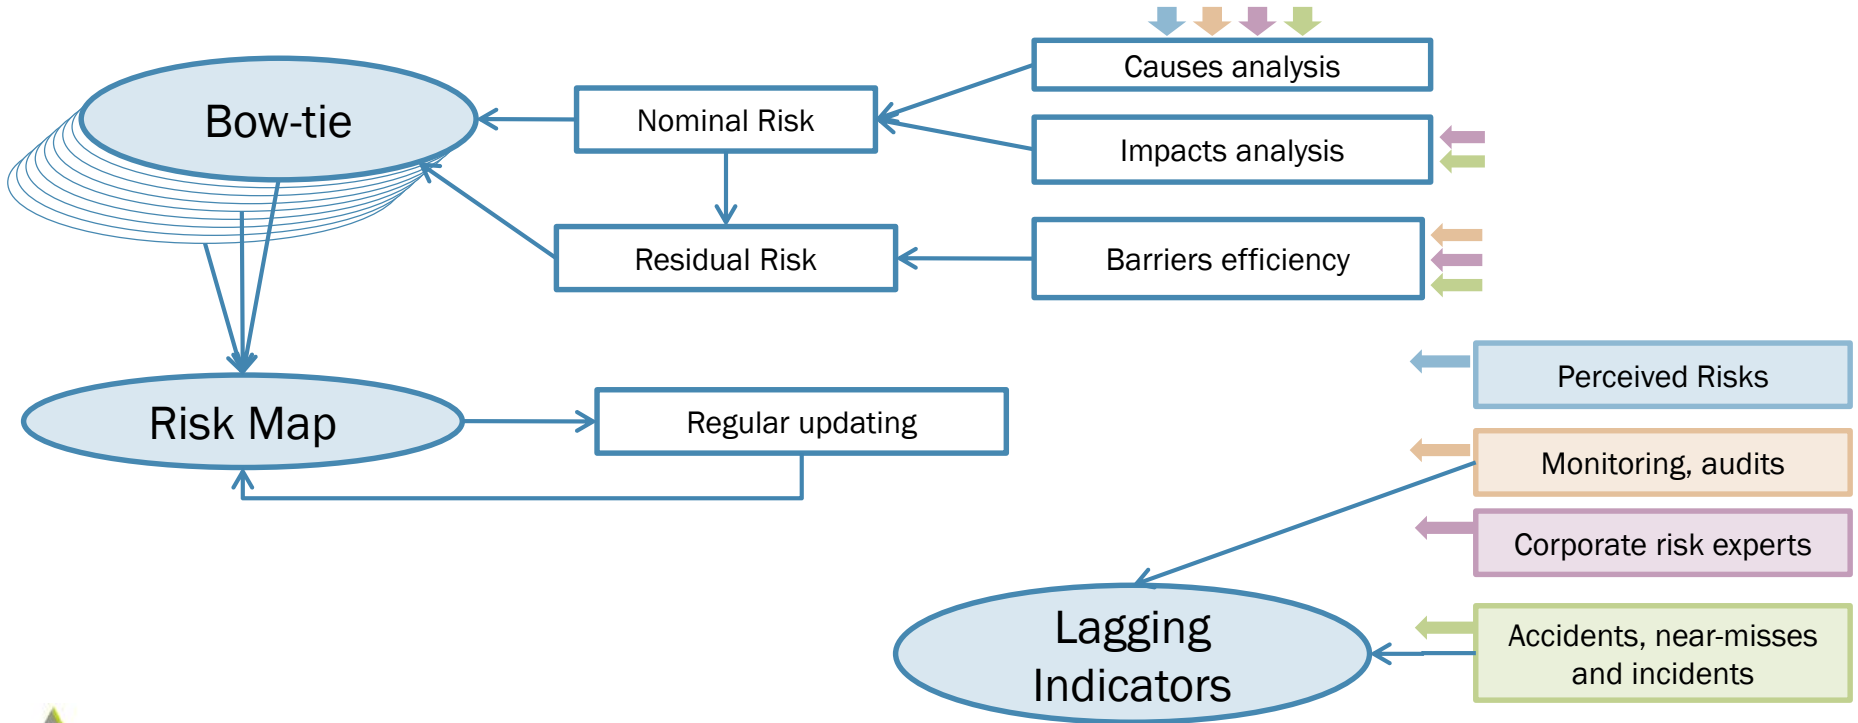 Causes analysis
Bow-tie
Nominal Risk
Impacts analysis
Residual Risk
Barriers efficiency
Perceived Risks
Risk Map
Regular updating
Monitoring, audits
Corporate risk experts
Lagging
Indicators
Accidents, near-misses
and incidents